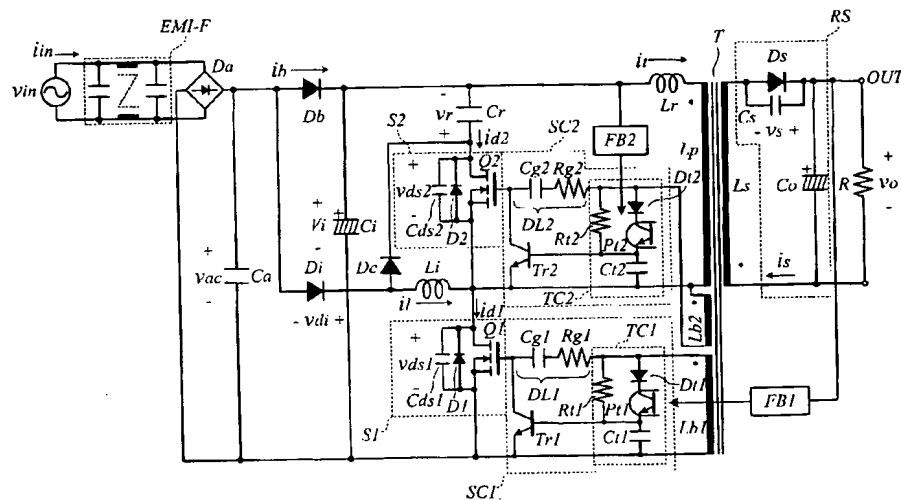 EMI-F
iin
vin
Da
ib
Db
vr
Cr
S2
id2
SC2
FB2
it
Lr
T
RS
Ds
OUT
Cs
- vs +
Lp
Ls
Co
R
vo
Q2
Cg2
Rg2
Dt2
vds2
Cds2
D2
DL2
Rt2
Pt2
Tr2
Ct2
TC2
Vi
Ci
vac
Ca
Di
- vdi +
Dc
Li
il
id1
is
Lb2
Q1
Cg1
Rg1
TC1
vds1
Cds1
D1
DL1
Rt1
Pt1
Dt1
FB1
Tr1
Ct1
Lb1
S1
SC1